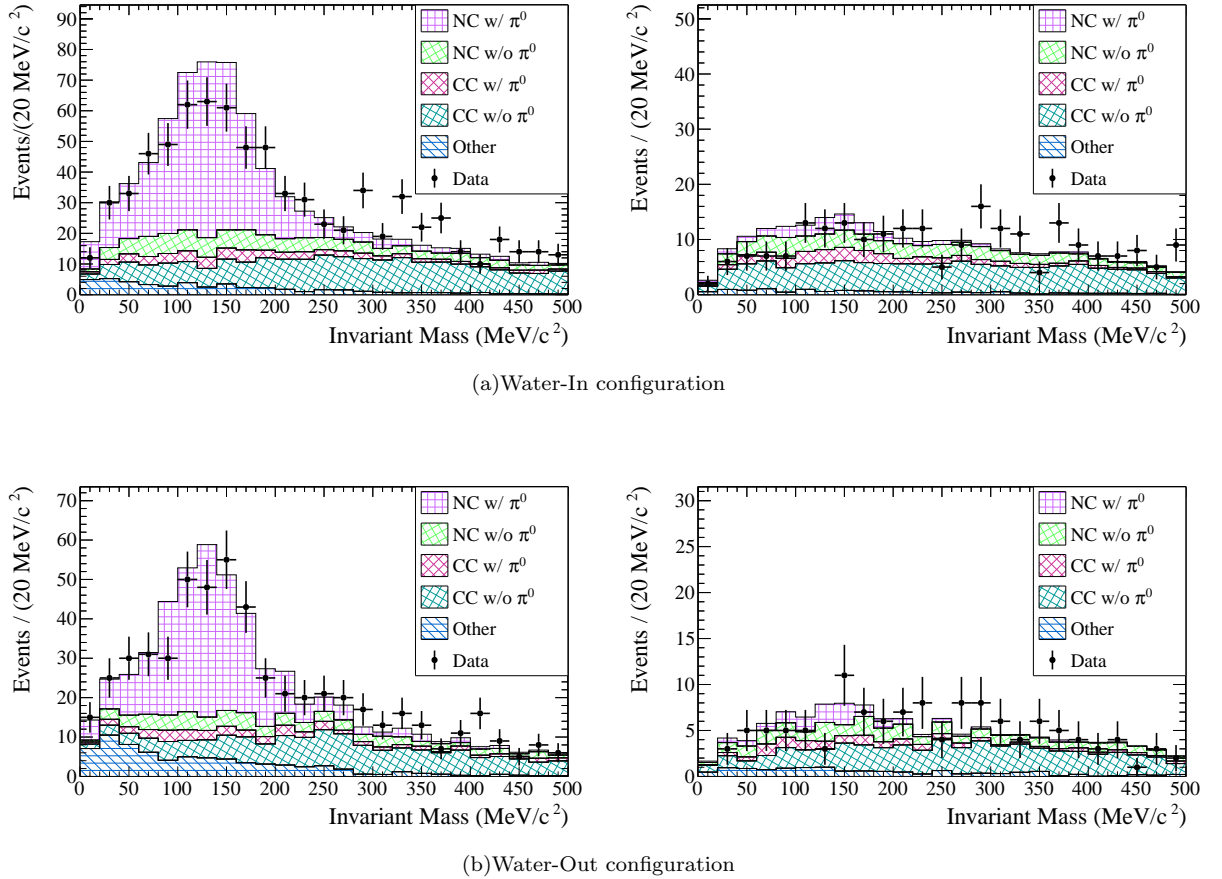 Events/(20 MeV/c²)
90
80
70
60
50
40
30
20
10
0
0 50 100 150 200 250 300 350 400 450 500
Invariant Mass (MeV/c²)
NC w/ π⁰
NC w/o π⁰
CC w/ π⁰
CC w/o π⁰
Other
Data
Events / (20 MeV/c²)
50
40
30
20
10
0
0 50 100 150 200 250 300 350 400 450 500
Invariant Mass (MeV/c²)
NC w/ π⁰
NC w/o π⁰
CC w/ π⁰
CC w/o π⁰
Other
Data
(a)Water-In configuration
Events / (20 MeV/c²)
70
60
50
40
30
20
10
0
0 50 100 150 200 250 300 350 400 450 500
Invariant Mass (MeV/c²)
NC w/ π⁰
NC w/o π⁰
CC w/ π⁰
CC w/o π⁰
Other
Data
Events / (20 MeV/c²)
30
25
20
15
10
5
0
0 50 100 150 200 250 300 350 400 450 500
Invariant Mass (MeV/c²)
NC w/ π⁰
NC w/o π⁰
CC w/ π⁰
CC w/o π⁰
Other
Data
(b)Water-Out configuration